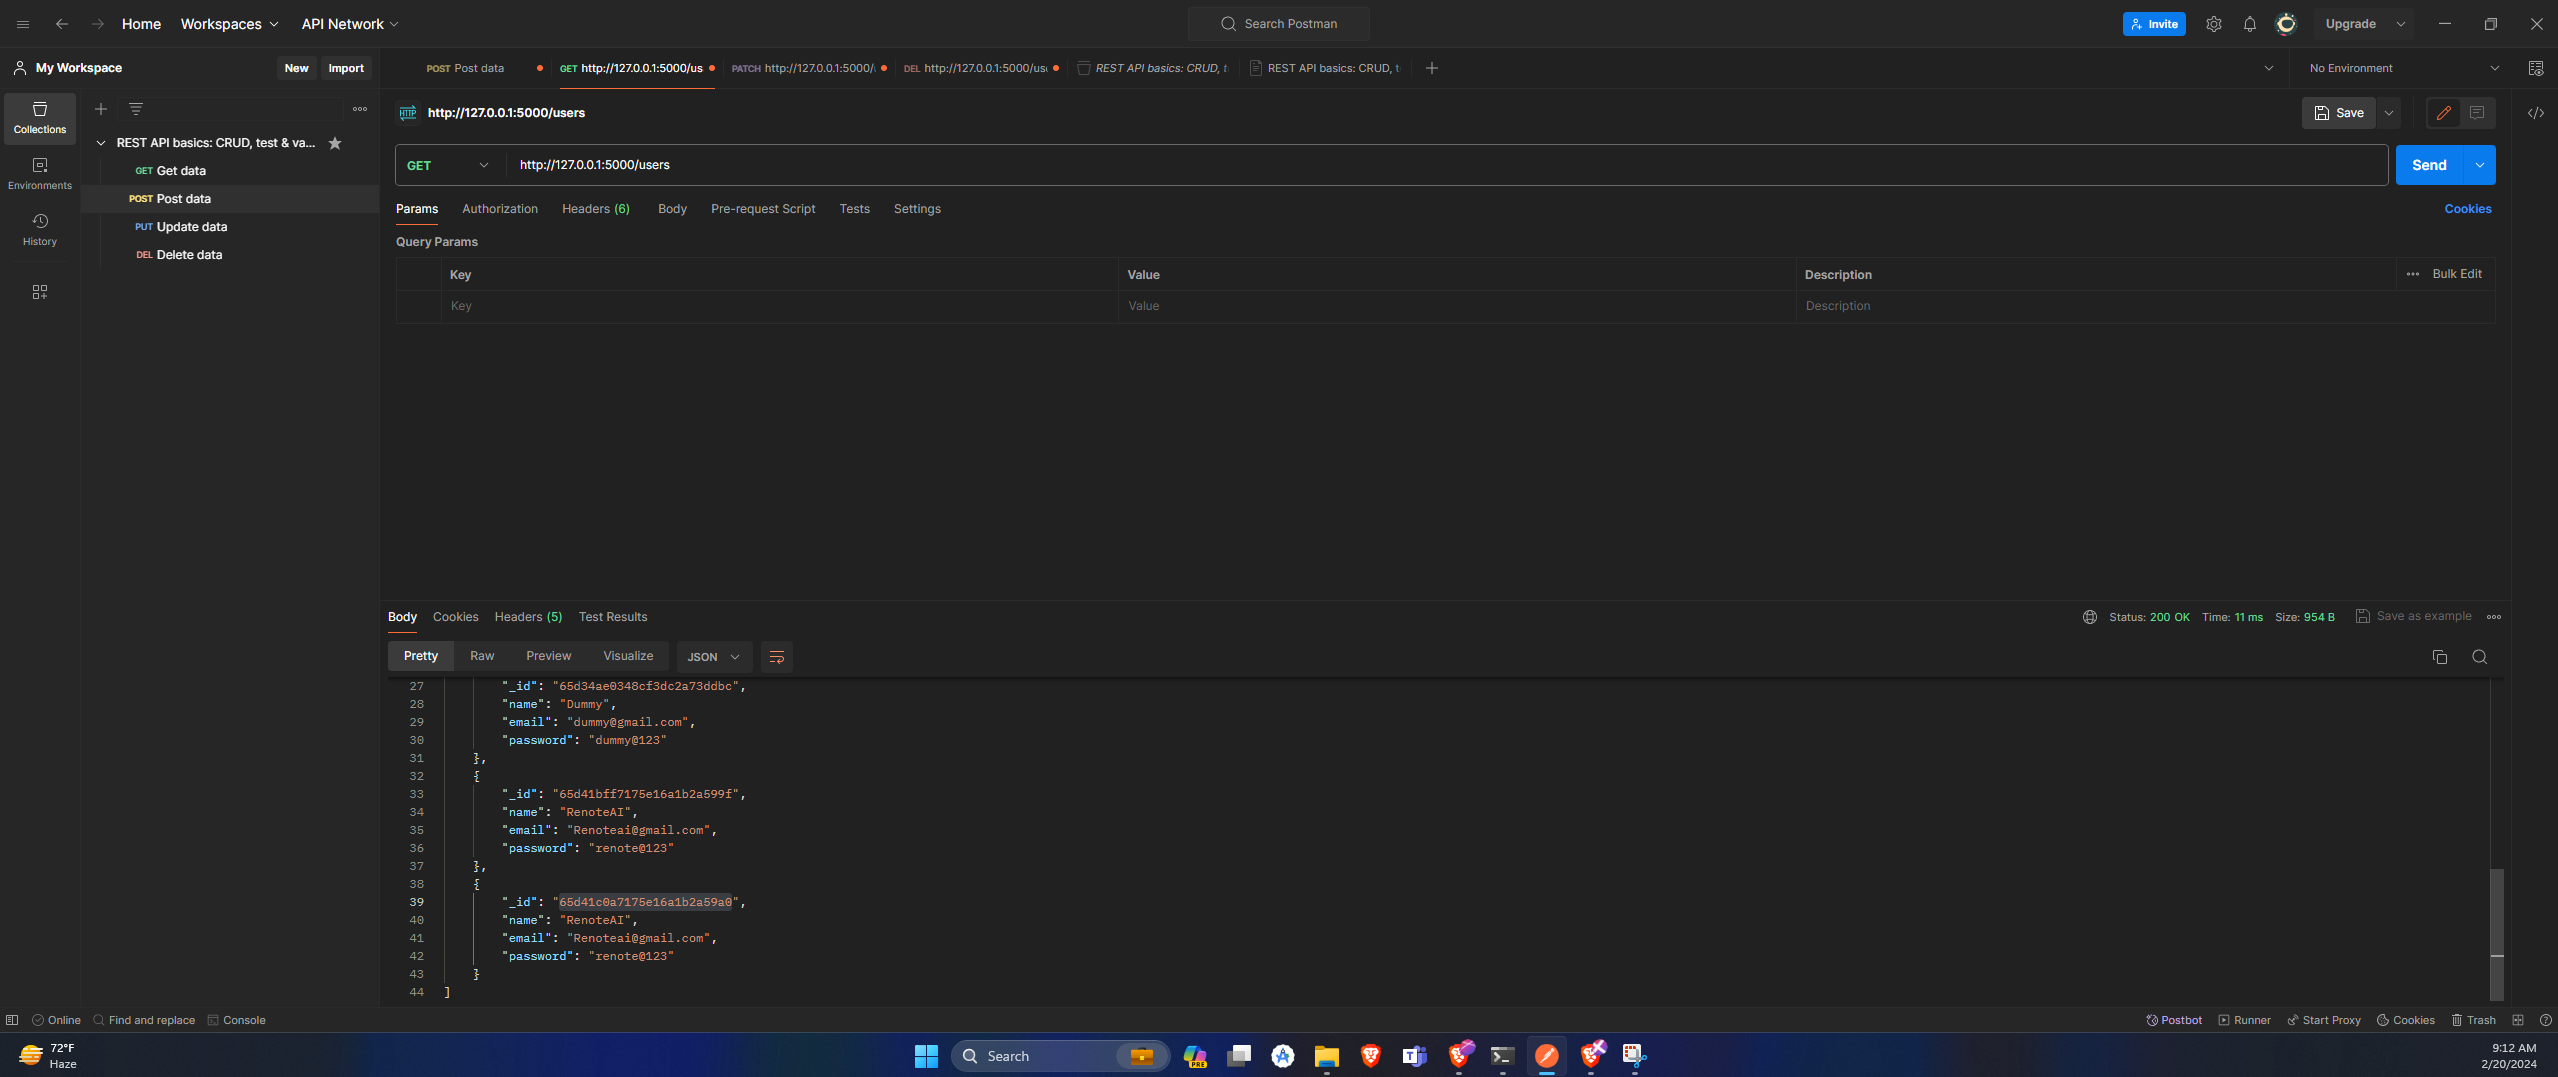 Home Workspaces API Network Search Postman Invite Upgrade
My Workspace New Import POST Post data GET http://127.0.0.1:5000/us PATCH http://127.0.0.1:5000/ DEL http://127.0.0.1:5000/us REST API basics: CRUD, t REST API basics: CRUD, t No Environment
Collections
Environments
History
REST API basics: CRUD, test & va...
GET Get data
POST Post data
PUT Update data
DEL Delete data
HTTP http://127.0.0.1:5000/users Save
GET http://127.0.0.1:5000/users Send
Params Authorization Headers (6) Body Pre-request Script Tests Settings Cookies
Query Params
Key Value Description Bulk Edit
Key Value Description
Body Cookies Headers (5) Test Results Status: 200 OK Time: 11 ms Size: 954 B Save as example
Pretty Raw Preview Visualize JSON
27 "_id": "65d34ae0348cf3dc2a73ddbc",
28 "name": "Dummy",
29 "email": "dummy@gmail.com",
30 "password": "dummy@123"
31 },
32 {
33 "_id": "65d41bff7175e16a1b2a599f",
34 "name": "RenoteAI",
35 "email": "Renoteai@gmail.com",
36 "password": "renote@123"
37 },
38 {
39 "_id": "65d41c0a7175e16a1b2a59a0",
40 "name": "RenoteAI",
41 "email": "Renoteai@gmail.com",
42 "password": "renote@123"
43 }
44 ]
Online Find and replace Console Postbot Runner Start Proxy Cookies Trash
72°F
Haze
Search
PRE
9:12 AM
2/20/2024